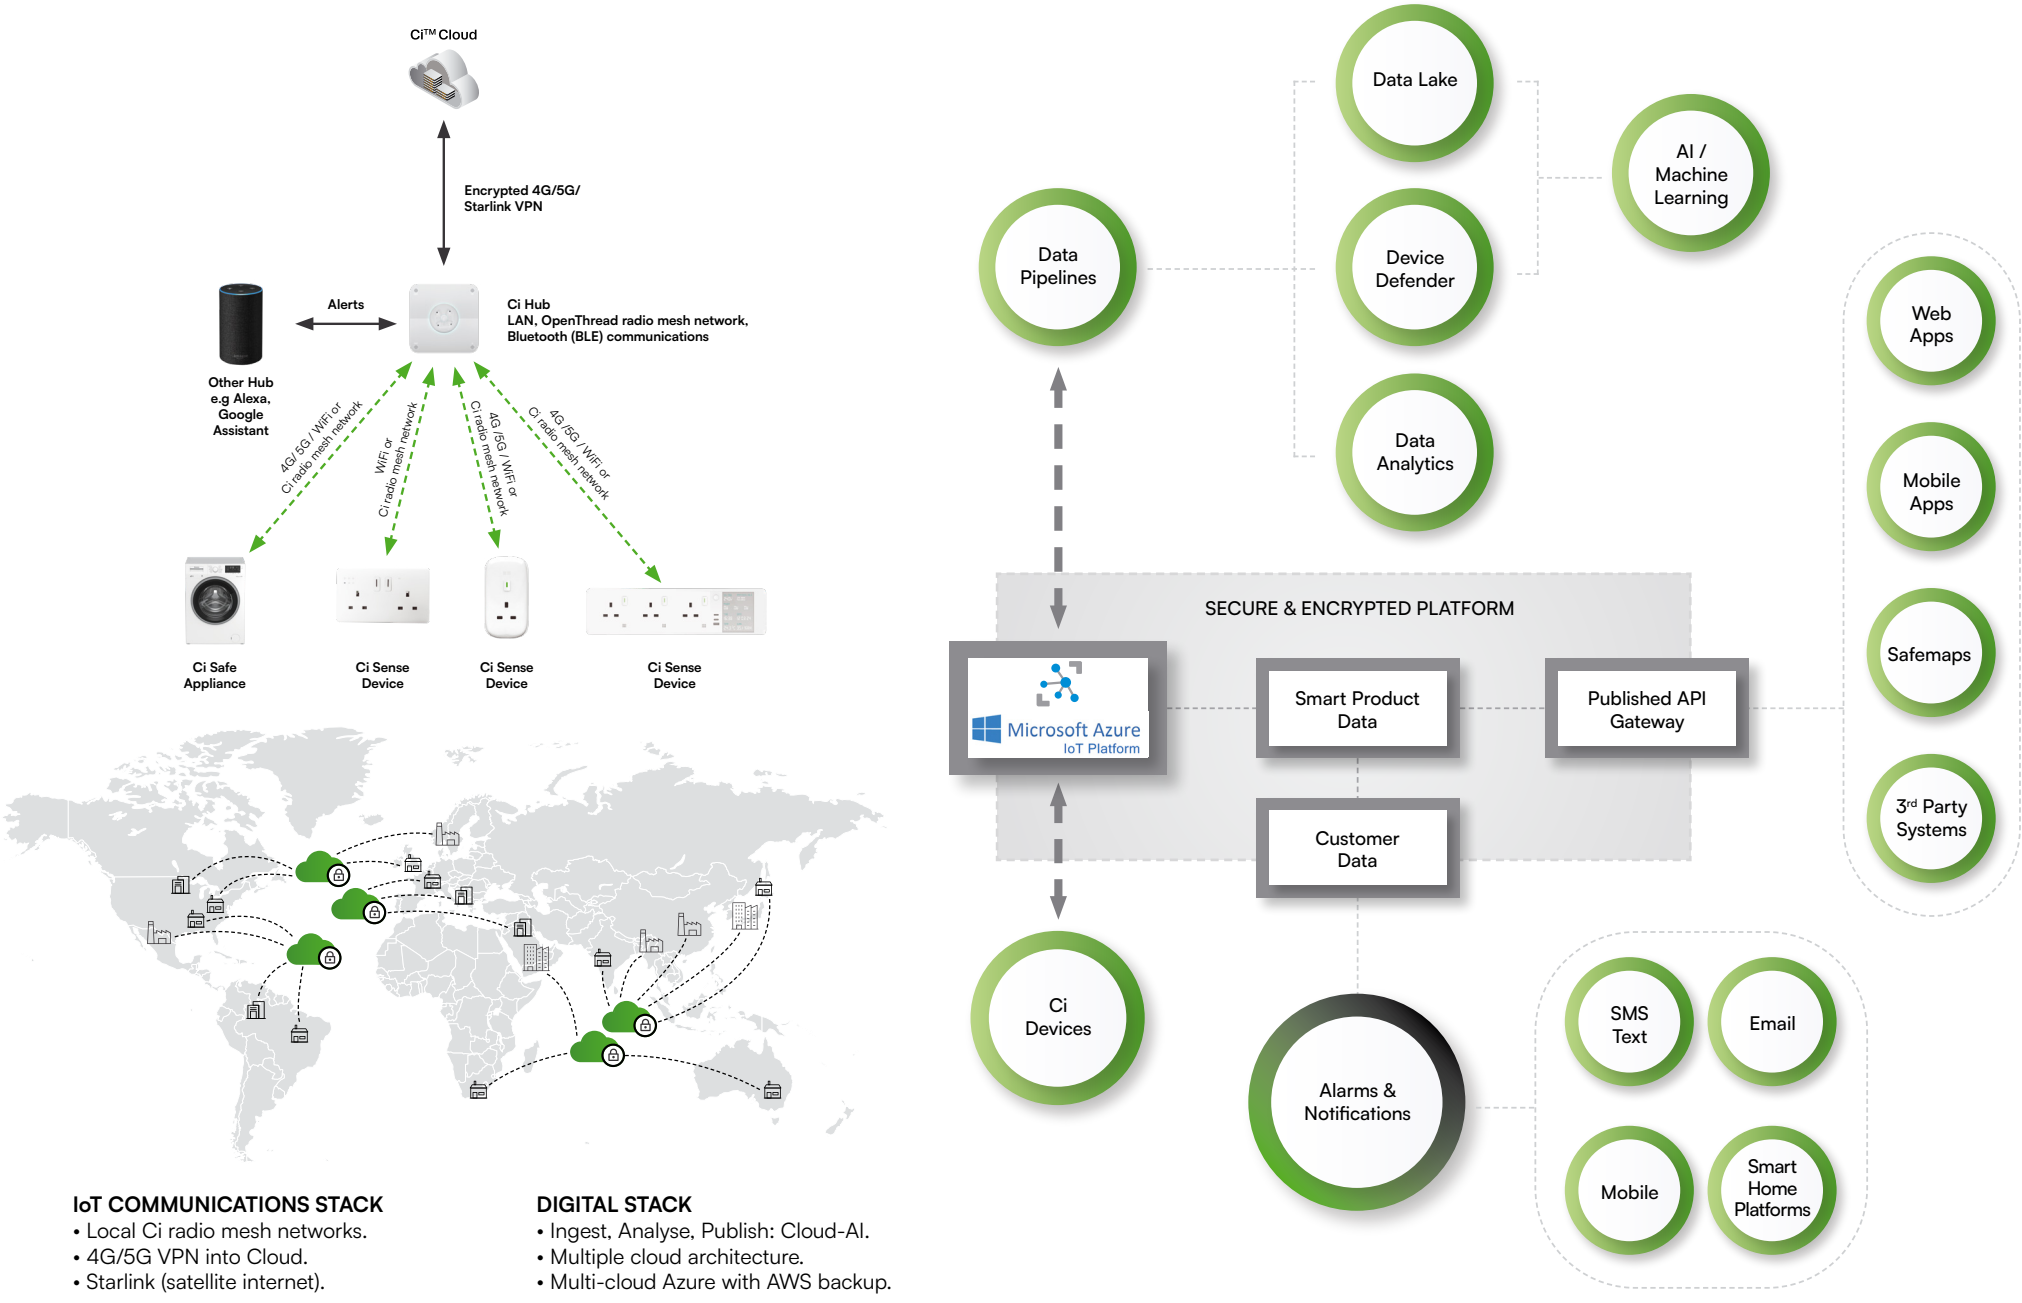 Ci™ Cloud
Encrypted 4G/5G/
Starlink VPN
Alerts
Ci Hub
LAN, OpenThread radio mesh network,
Bluetooth (BLE) communications
Other Hub
e.g Alexa,
Google
Assistant
4G/ 5G / WiFi or
Ci radio mesh network
WiFi or
Ci radio mesh network
4G /5G / WiFi or
Ci radio mesh network
4G /5G / WiFi or
Ci radio mesh network
Ci Safe
Appliance
Ci Sense
Device
Ci Sense
Device
Ci Sense
Device
IoT COMMUNICATIONS STACK
• Local Ci radio mesh networks.
• 4G/5G VPN into Cloud.
• Starlink (satellite internet).
DIGITAL STACK
• Ingest, Analyse, Publish: Cloud-AI.
• Multiple cloud architecture.
• Multi-cloud Azure with AWS backup.
Data
Pipelines
Data Lake
Device
Defender
Data
Analytics
AI /
Machine
Learning
SECURE & ENCRYPTED PLATFORM
Microsoft Azure
IoT Platform
Smart Product
Data
Published API
Gateway
Customer
Data
Ci
Devices
Alarms &
Notifications
Web
Apps
Mobile
Apps
Safemaps
3rd Party
Systems
SMS
Text
Email
Mobile
Smart
Home
Platforms